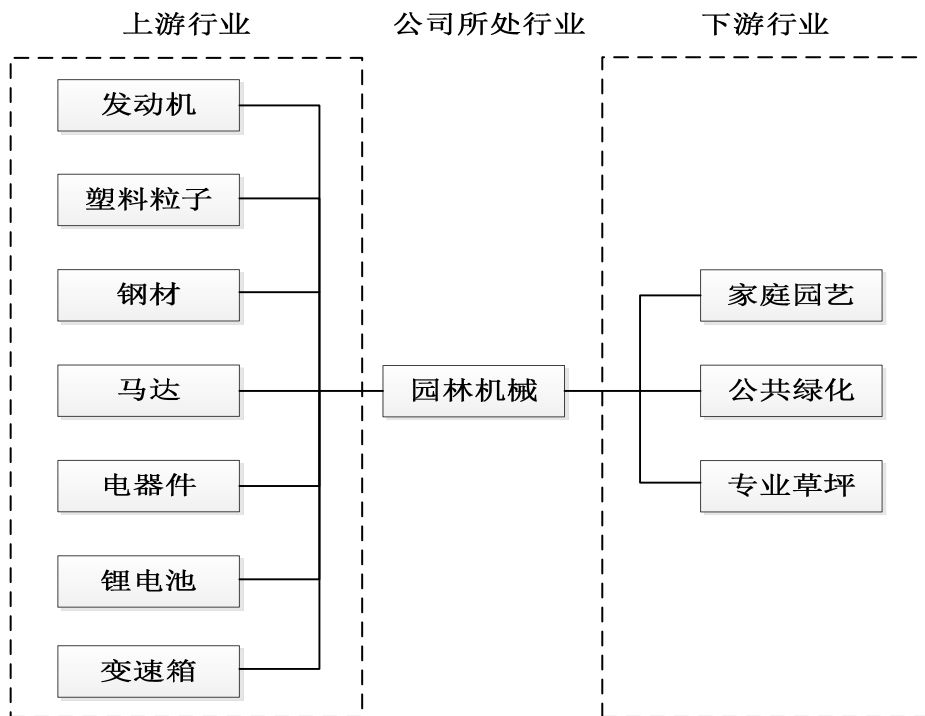 上游行业
公司所处行业
下游行业
发动机
塑料粒子
钢材
马达
电器件
锂电池
变速箱
园林机械
家庭园艺
公共绿化
专业草坪